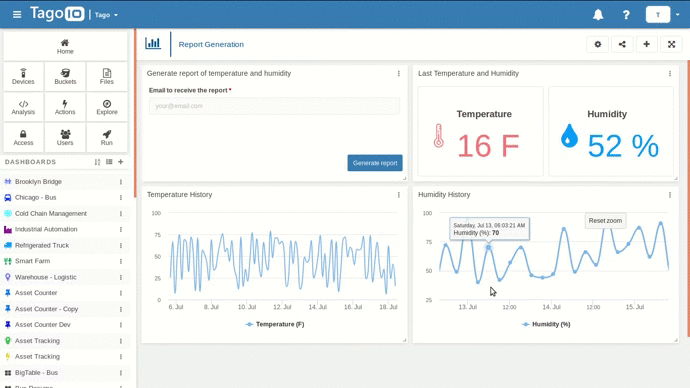 TagoIO | Tago
T
Home
Devices Buckets Files
Analysis Actions Explore
Access Users Run
DASHBOARDS
Brooklyn Bridge
Chicago - Bus
Cold Chain Management
Industrial Automation
Refrigerated Truck
Smart Farm
Warehouse - Logistic
Asset Counter
Asset Counter - Copy
Asset Counter Dev
Asset Tracking
Asset Tracking
BigTable - Bus
Report Generation
Generate report of temperature and humidity
Email to receive the report *
your@email.com
Generate report
Last Temperature and Humidity
Temperature
16 F
Humidity
52 %
Temperature History
100
75
50
25
0
6. Jul 8. Jul 10. Jul 12. Jul 14. Jul 16. Jul 18. Jul
Temperature (F)
Humidity History
Reset zoom
Saturday, Jul 13, 06:03:21 AM
Humidity (%): 70
100
75
50
25
13. Jul 12:00 14. Jul 12:00 15. Jul
Humidity (%)